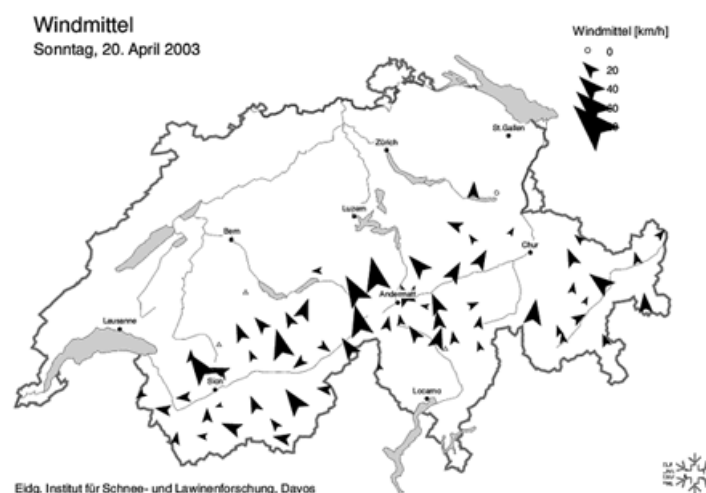 Windmittel
Sonntag, 20. April 2003
Windmittel [km/h]
0
20
40
St.Gallen
Zürich
Luzern
Bern
Chur
Andermatt
Lausanne
Sion
Locarno
Eidg. Institut für Schnee- und Lawinenforschung, Davos